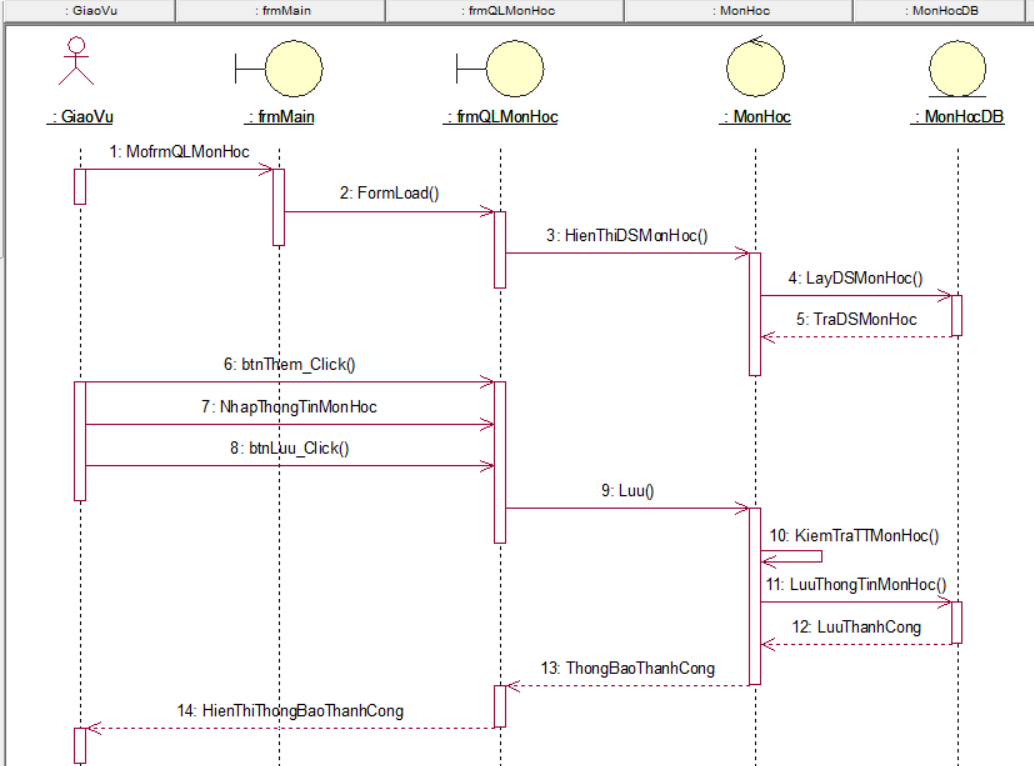 : GiaoVu
: frmMain
: frmQLMonHoc
: MonHoc
: MonHocDB
: GiaoVu
: frmMain
: frmQLMonHoc
: MonHoc
: MonHocDB
1: MofrmQLMonHoc
2: FormLoad()
3: HienThiDSMonHoc()
4: LayDSMonHoc()
5: TraDSMonHoc
6: btnThem_Click()
7: NhapThongTinMonHoc
8: btnLuu_Click()
9: Luu()
10: KiemTraTTMonHoc()
11: LuuThongTinMonHoc()
12: LuuThanhCong
13: ThongBaoThanhCong
14: HienThiThongBaoThanhCong